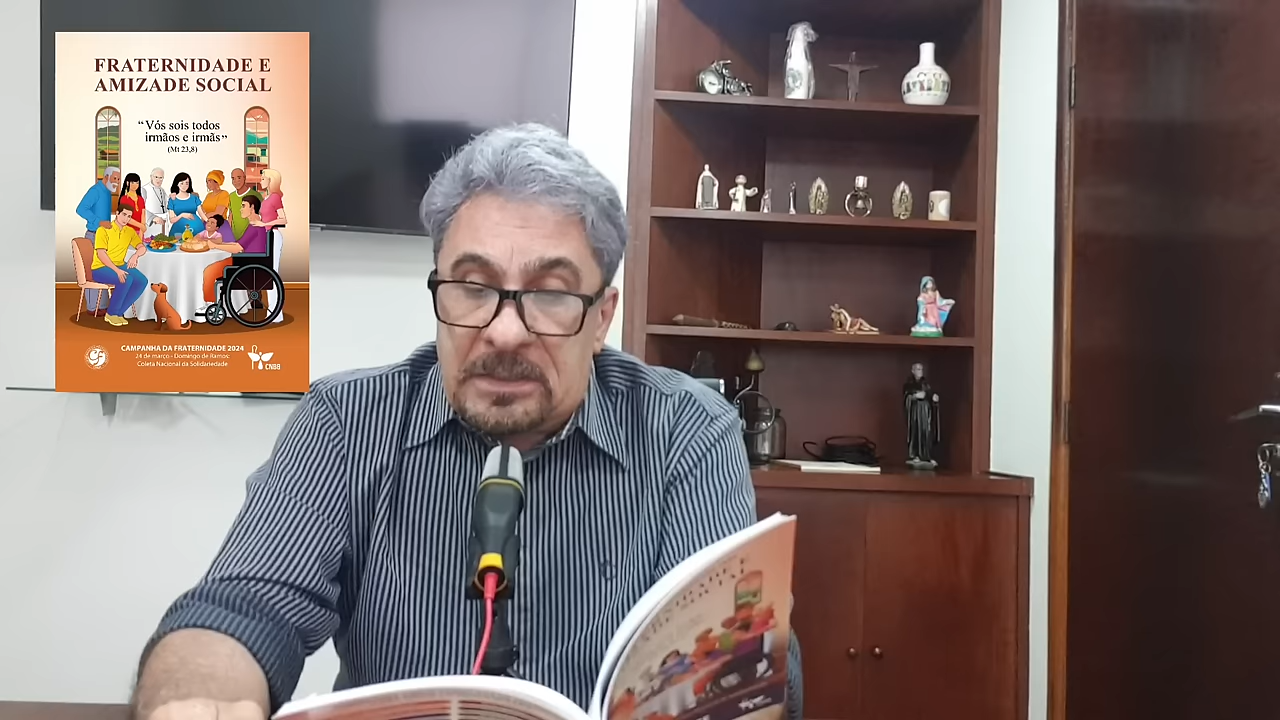 FRATERNIDADE E
AMIZADE SOCIAL
“Vós sois todos
irmãos e irmãs”
(Mt 23,8)
CAMPANHA DA FRATERNIDADE 2024
24 de março - Domingo de Ramos:
Coleta Nacional da Solidariedade
CF
CNBB